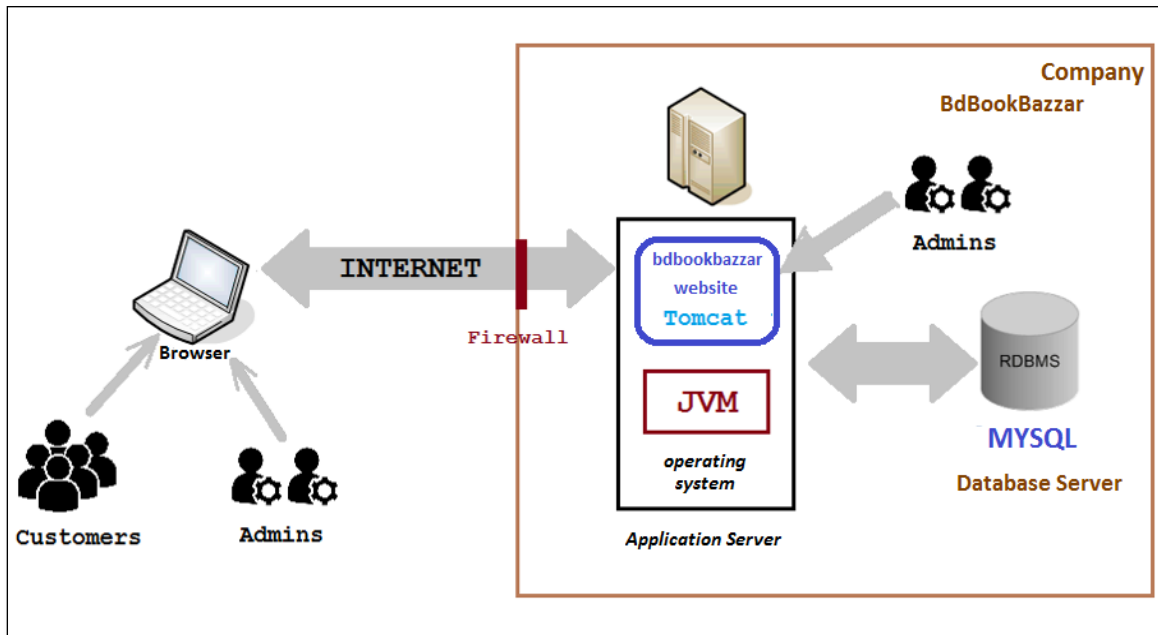 Company
BdBookBazzar
Admins
INTERNET
Firewall
bdbookbazzar
website
Tomcat
JVM
operating
system
Application Server
RDBMS
MYSQL
Database Server
Browser
Customers
Admins